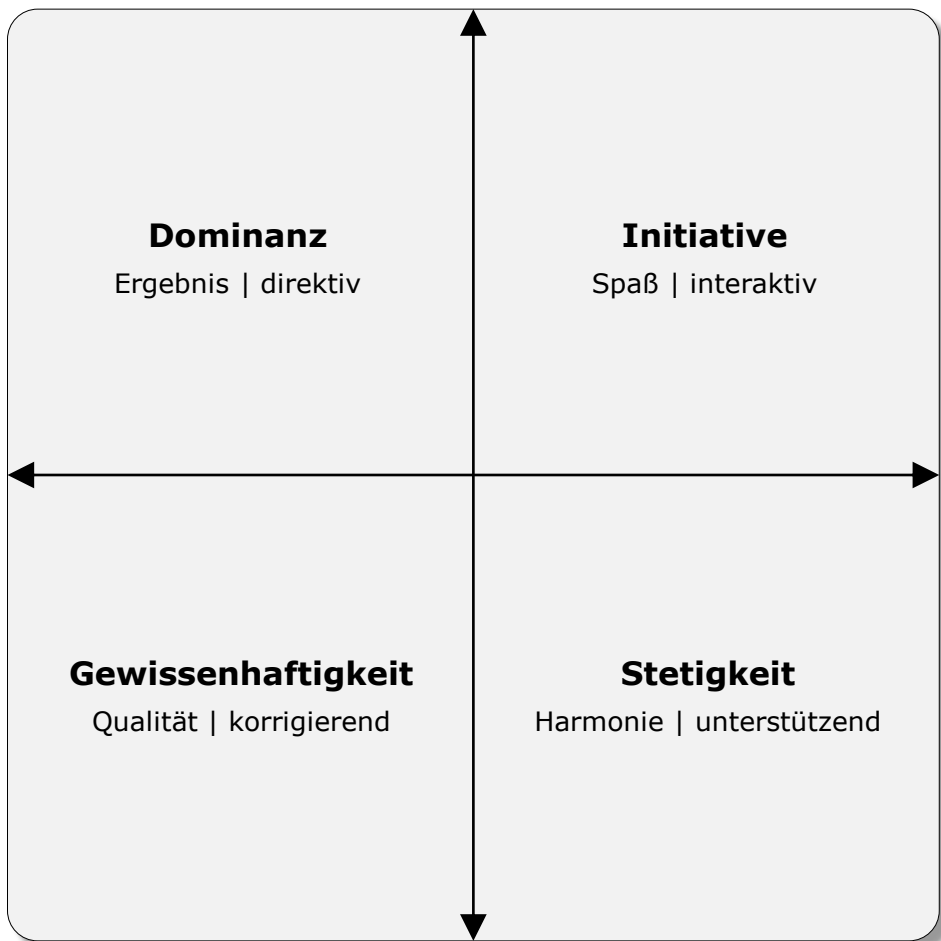 Dominanz
Ergebnis | direktiv
Initiative
Spaß | interaktiv
Gewissenhaftigkeit
Qualität | korrigierend
Stetigkeit
Harmonie | unterstützend